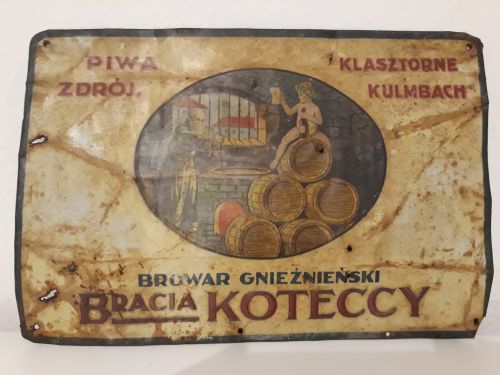 PIWA
ZDRÓJ.
KLASZTORNE
KULMBACH
BROWAR GNIEŹNIEŃSKI
BRACIA KOTECCY